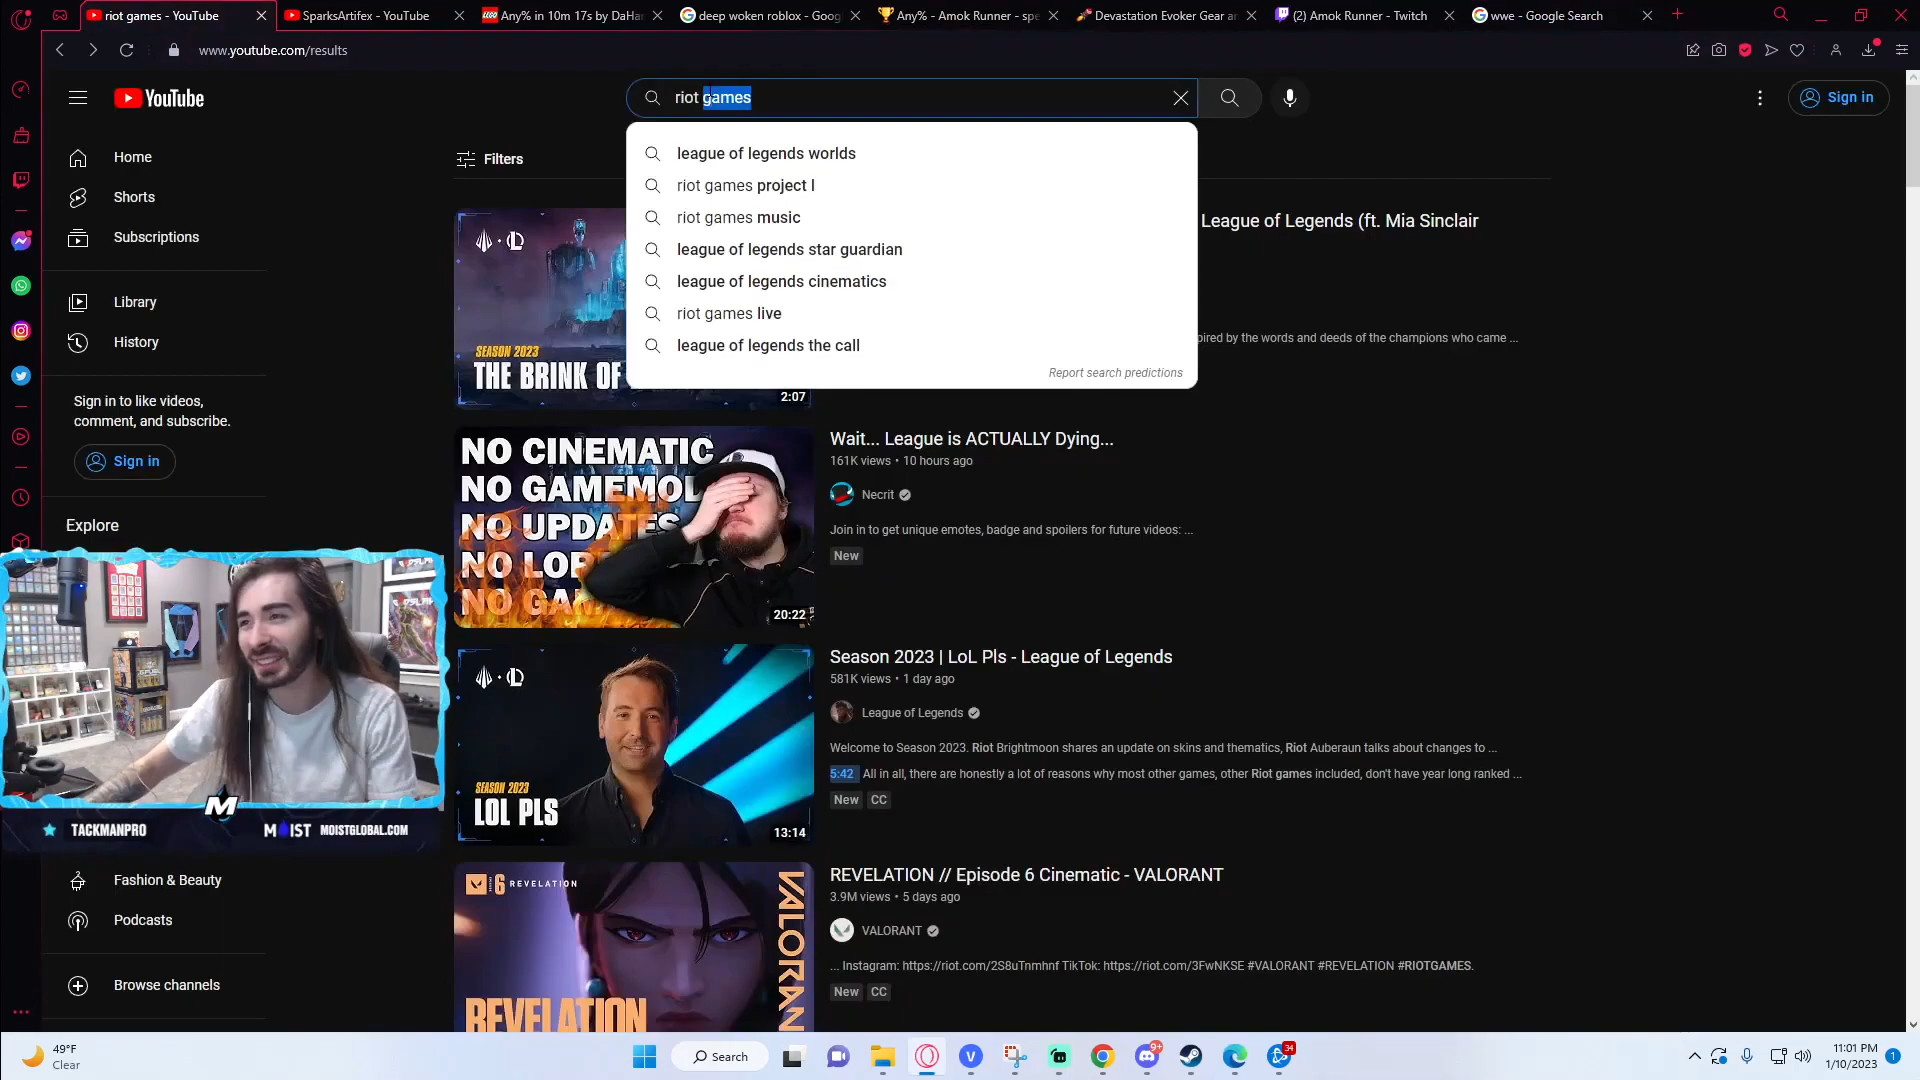 riot games - YouTube
SparksArtifex - YouTube
Any% in 10m 17s by DaHa
deep woken roblox - Goog
Any% - Amok Runner - spe
Devastation Evoker Gear an
(2) Amok Runner - Twitch
wwe - Google Search
www.youtube.com/results
YouTube
riot games
Sign in
Home
Shorts
Subscriptions
Library
History
Sign in to like videos,
comment, and subscribe.
Sign in
Explore
Fashion & Beauty
Podcasts
Browse channels
Filters
league of legends worlds
riot games project l
riot games music
league of legends star guardian
league of legends cinematics
riot games live
league of legends the call
Report search predictions
League of Legends (ft. Mia Sinclair
pired by the words and deeds of the champions who came ...
SEASON 2023
THE BRINK OF
2:07
NO CINEMATIC
NO GAMEMOD
NO UPDATES
NO LOR
NO GA
20:22
Wait... League is ACTUALLY Dying...
161K views • 10 hours ago
Necrit
Join in to get unique emotes, badge and spoilers for future videos: ...
New
SEASON 2023
LOL PLS
13:14
Season 2023 | LoL Pls - League of Legends
581K views • 1 day ago
League of Legends
Welcome to Season 2023. Riot Brightmoon shares an update on skins and thematics, Riot Auberaun talks about changes to ...
5:42 All in all, there are honestly a lot of reasons why most other games, other Riot games included, don't have year long ranked ...
New CC
6 REVELATION
VALORAN
REVELATION
REVELATION // Episode 6 Cinematic - VALORANT
3.9M views • 5 days ago
VALORANT
... Instagram: https://riot.com/2S8uTnmhnf TikTok: https://riot.com/3FwNKSE #VALORANT #REVELATION #RIOTGAMES.
New CC
M
TACKMANPRO
MOIST MOISTGLOBAL.COM
49°F
Clear
Search
9+
34
11:01 PM
1/10/2023
1